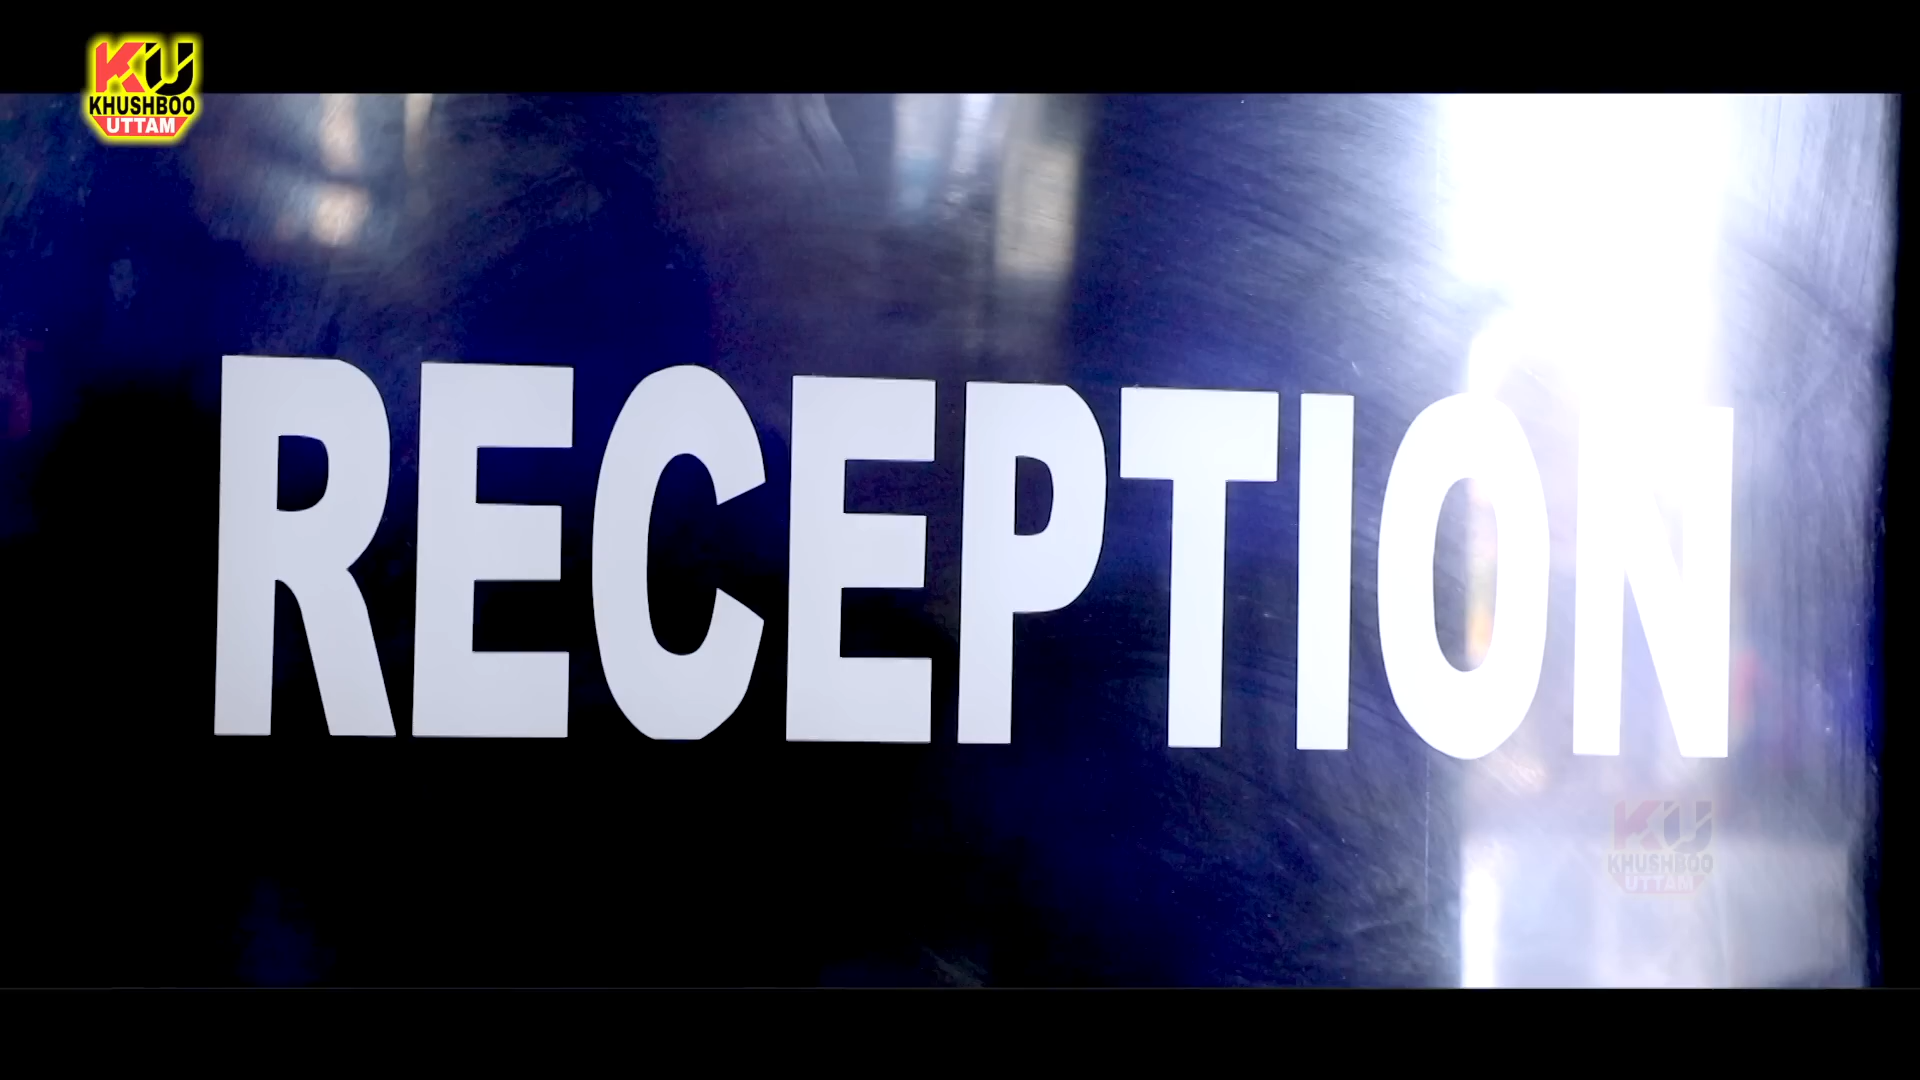 KU
KHUSHBOO
UTTAM
RECEPTION
KU
KHUSHBOO
UTTAM